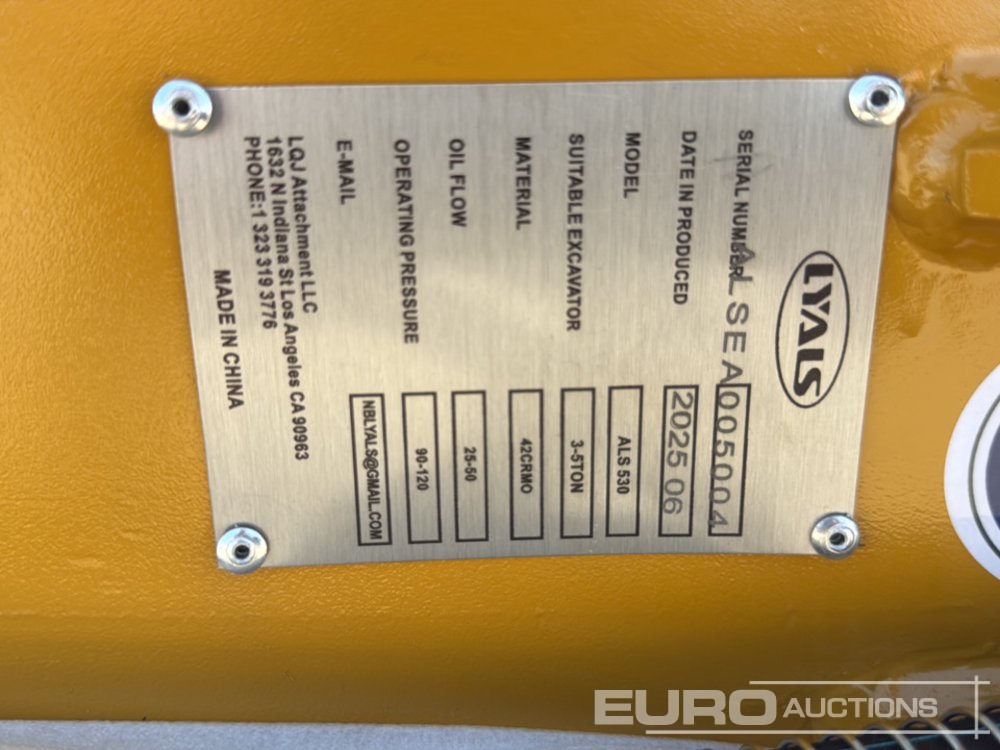 LYALS
SERIAL NUMBER ALSEA005004
DATE IN PRODUCED 2025 06
MODEL ALS 530
SUITABLE EXCAVATOR 3-5TON
MATERIAL 42CRMO
OIL FLOW 25-50
OPERATING PRESSURE 90-120
E-MAIL NBLYALS@GMAIL.COM
LQJ Attachment LLC
1632 N Indiana St Los Angeles CA 90963
PHONE:1 323 319 3776
MADE IN CHINA
EURO AUCTIONS